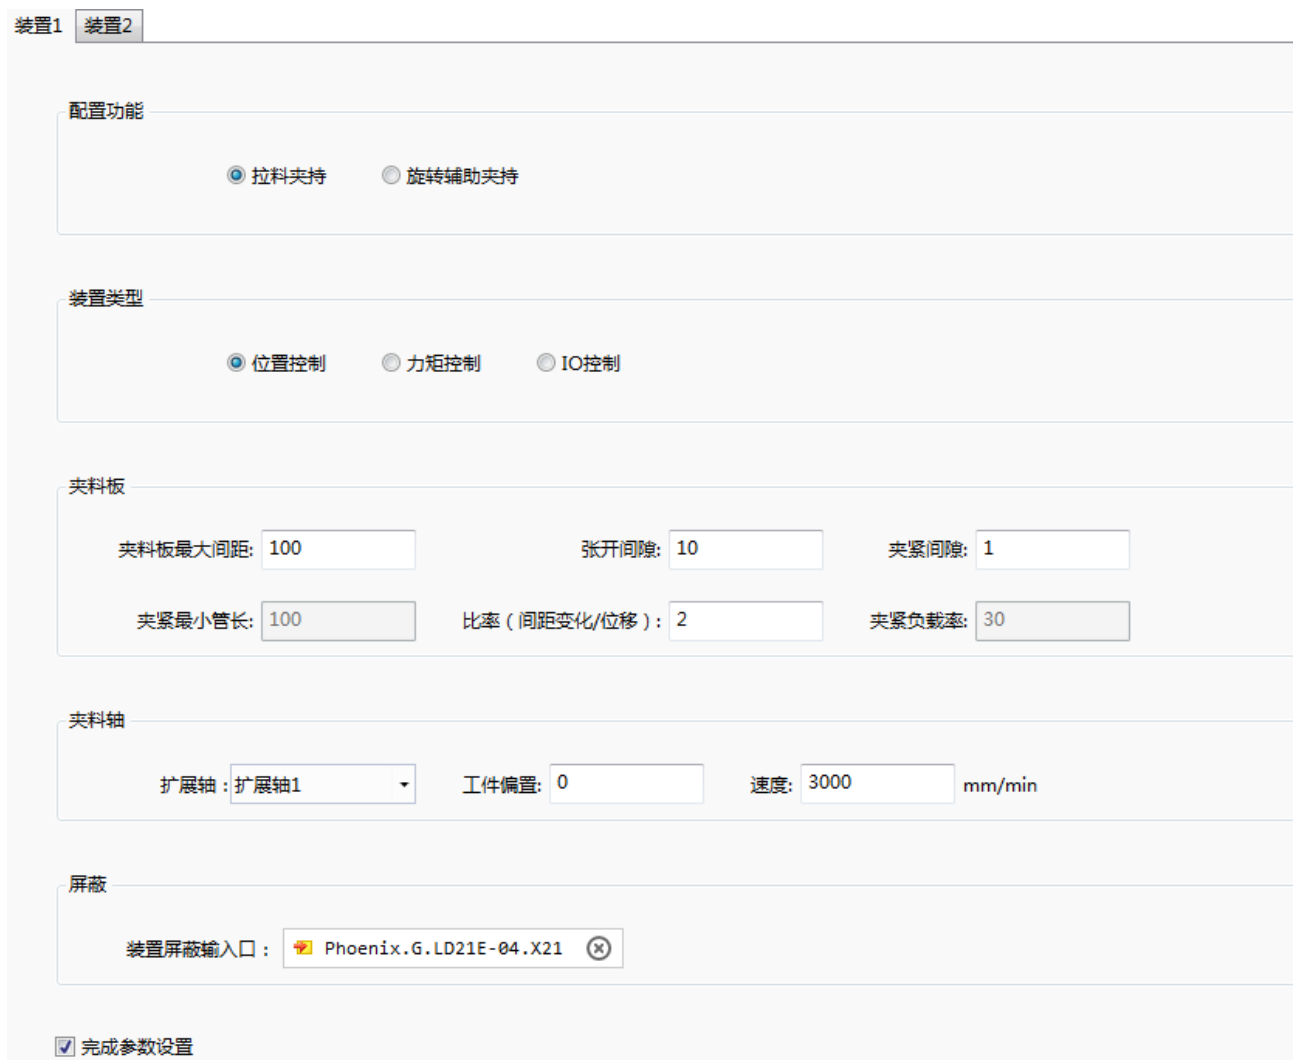 装置1 装置2
配置功能
拉料夹持 旋转辅助夹持
装置类型
位置控制 力矩控制 IO控制
夹料板
夹料板最大间距: 100 张开间隙: 10 夹紧间隙: 1
夹紧最小管长: 100 比率（间距变化/位移）: 2 夹紧负载率: 30
夹料轴
扩展轴： 扩展轴1 工件偏置: 0 速度: 3000 mm/min
屏蔽
装置屏蔽输入口： Phoenix.G.LD21E-04.X21
完成参数设置